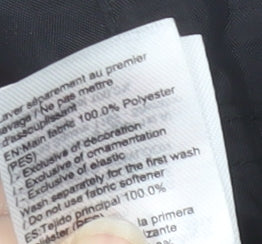 Laver séparément au premier
lavage / Ne pas mettre
d'assouplissant
EN:Main fabric 100.0% Polyester
(PES)
- Exclusive of decoration
/.- Exclusive of ornamentation
/.- Exclusive of elastic
Wash separately for the first wash
/ Do not use fabric softener
ES:Tejido principal 100.0%
la primera